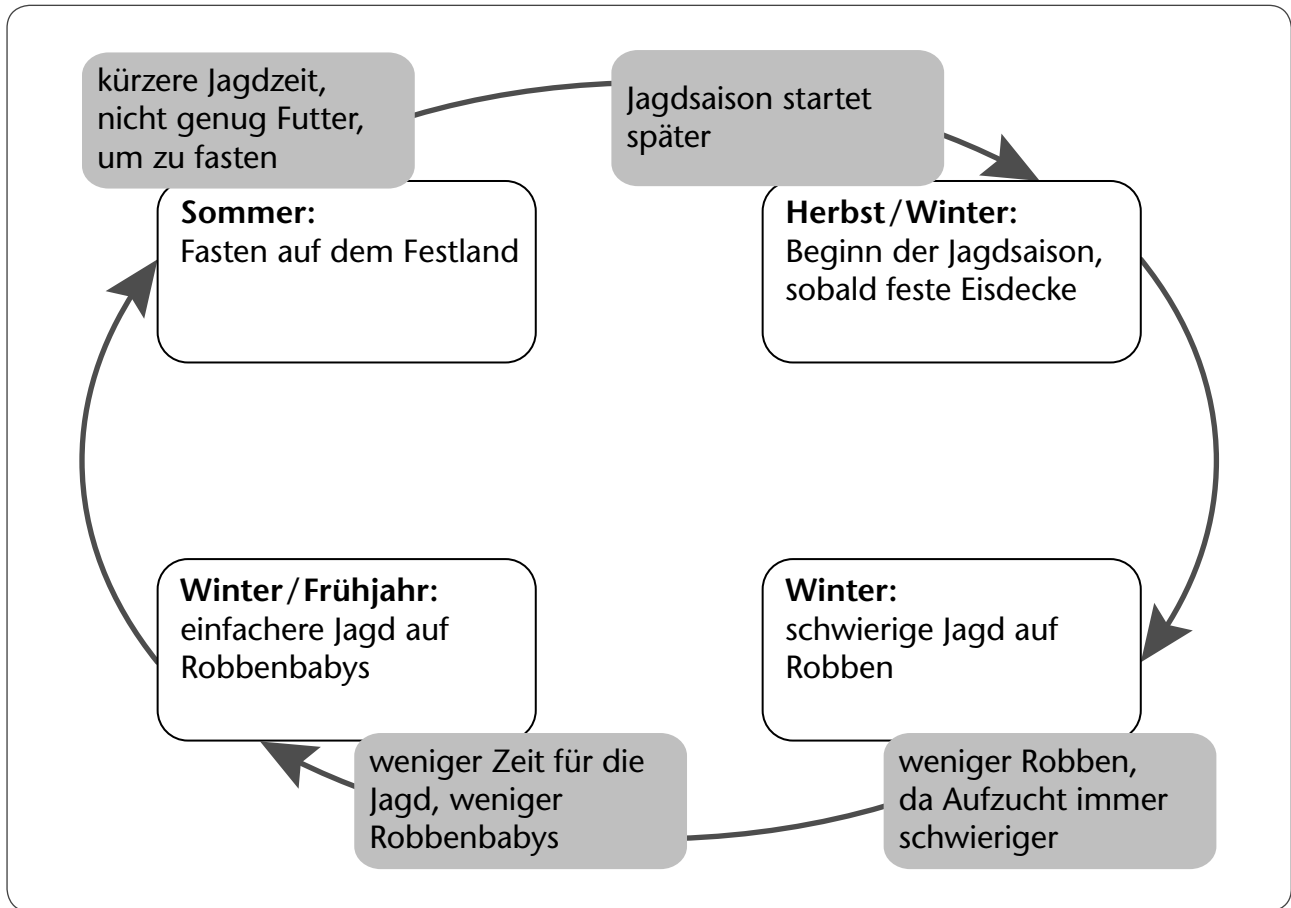 kürzere Jagdzeit,
nicht genug Futter,
um zu fasten
Jagdsaison startet
später
Sommer:
Fasten auf dem Festland
Herbst/Winter:
Beginn der Jagdsaison,
sobald feste Eisdecke
Winter/Frühjahr:
einfachere Jagd auf
Robbenbabys
Winter:
schwierige Jagd auf
Robben
weniger Zeit für die
Jagd, weniger
Robbenbabys
weniger Robben,
da Aufzucht immer
schwieriger